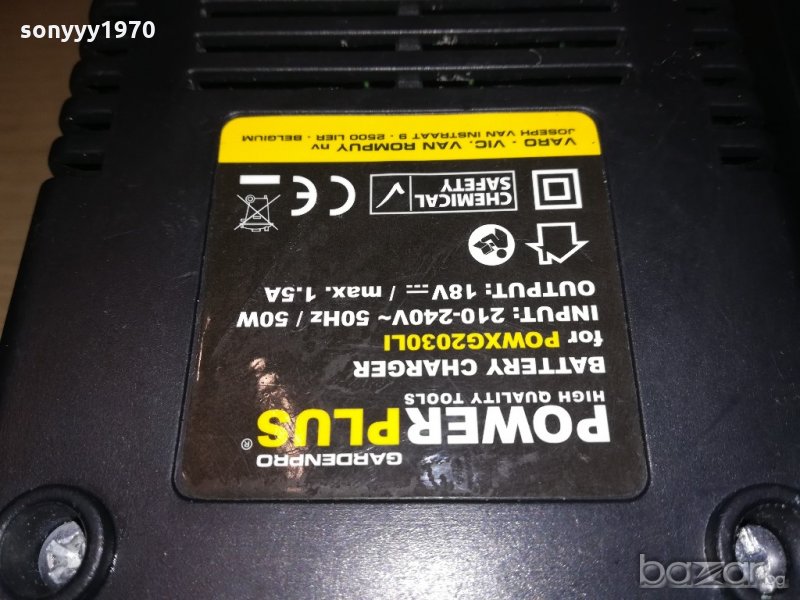 sonyyy1970
GARDENPRO
POWERPLUS®
HIGH QUALITY TOOLS
BATTERY CHARGER
for POWXG2030LI
INPUT: 210-240V~ 50Hz / 50W
OUTPUT: 18V⎓ / max. 1.5A
CHEMICAL
SAFETY
CE
VARO - VIC. VAN ROMPUY nv
JOSEPH VAN INSTRAAT 9 - 2500 LIER - BELGIUM
bazar.bg